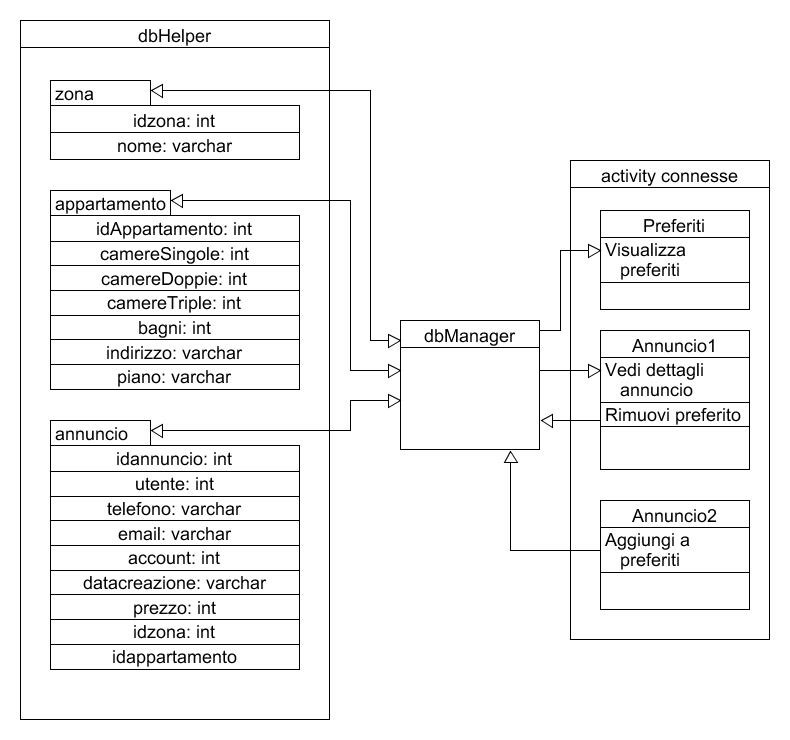 dbHelper
zona
idzona: int
nome: varchar
appartamento
idAppartamento: int
camereSingole: int
camereDoppie: int
camereTriple: int
bagni: int
indirizzo: varchar
piano: varchar
annuncio
idannuncio: int
utente: int
telefono: varchar
email: varchar
account: int
datacreazione: varchar
prezzo: int
idzona: int
idappartamento
dbManager
activity connesse
Preferiti
Visualizza
preferiti
Annuncio1
Vedi dettagli
annuncio
Rimuovi preferito
Annuncio2
Aggiungi a
preferiti